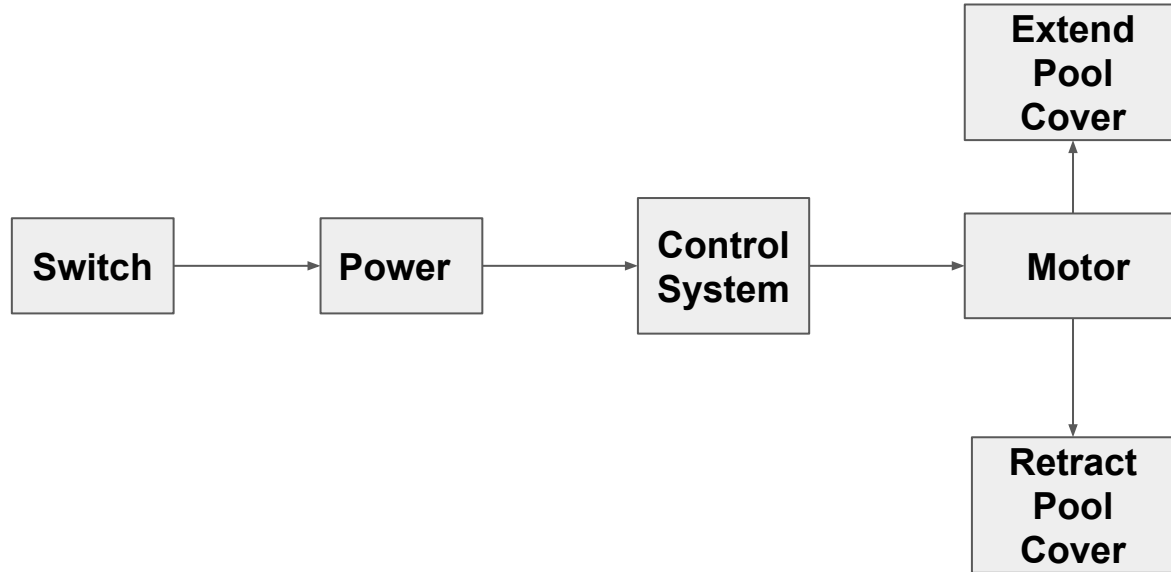 Extend
Pool
Cover
Switch
Power
Control
System
Motor
Retract
Pool
Cover